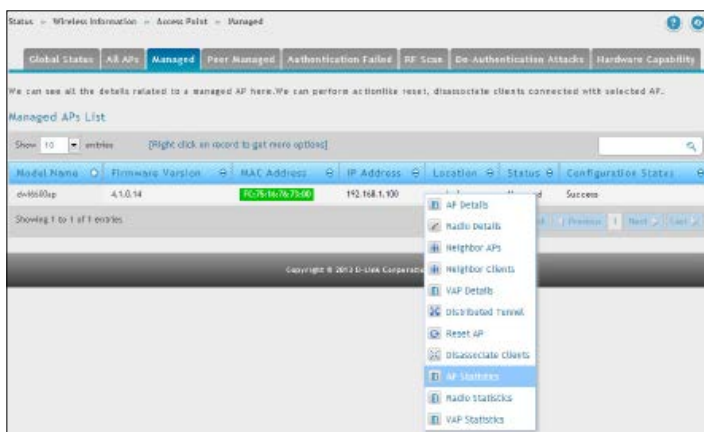 Status » Wireless Information » Access Point » Managed
Global Status All APs Managed Peer Managed Authentication Failed RF Scan De-Authentication Attacks Hardware Capability
We can see all the details related to a managed AP here.We can perform actionlike reset, disassociate clients connected with selected AP.
Managed APs List
Show 10 entries [Right click on record to get more options]
Model Name Firmware Version MAC Address IP Address Location Status Configuration Status
dwl6600ap 4.1.0.14 FC:75:16:76:73:00 192.168.1.100 Success
Showing 1 to 1 of 1 entries
Previous 1 Next Last
Copyright © 2013 D-Link Corporation
AP Details
Radio Details
Neighbor APs
Neighbor Clients
VAP Details
Distributed Tunnel
Reset AP
Disassociate Clients
AP Statistics
Radio Statistics
VAP Statistics